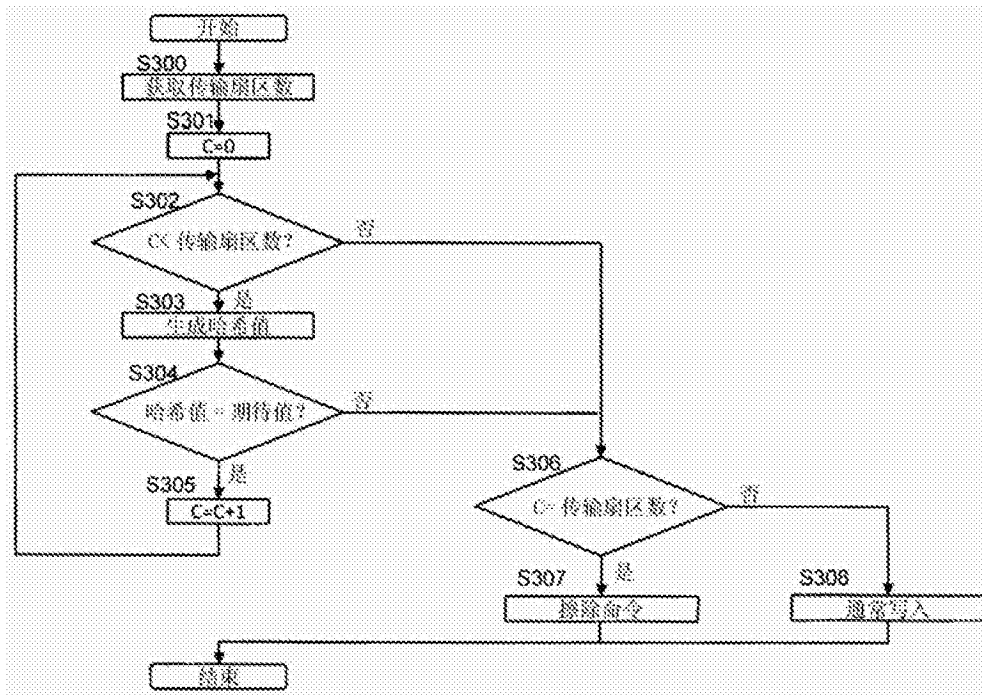 开始
S300
获取传输扇区数
S301
C=0
S302
C< 传输扇区数?
否
是
S303
生成哈希值
S304
哈希值 = 期待值?
否
是
S305
C=C+1
S306
C= 传输扇区数?
否
是
S307
擦除命令
S308
通常写入
结束